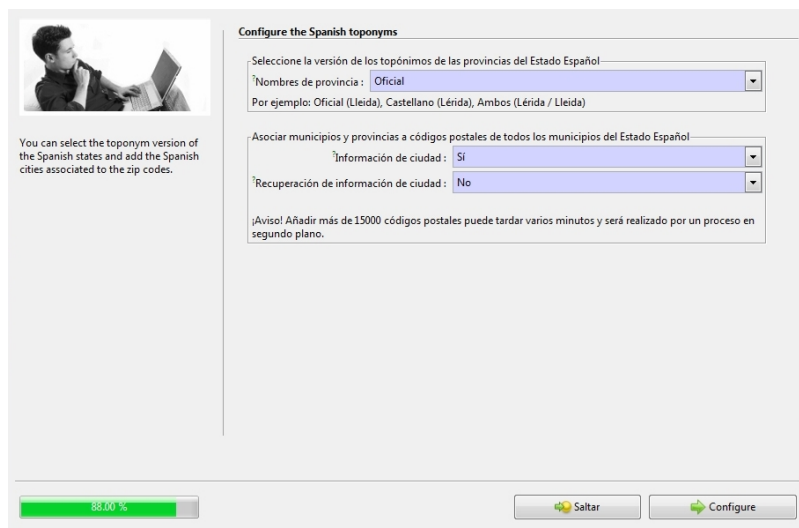 Configure the Spanish toponyms
You can select the toponym version of
the Spanish states and add the Spanish
cities associated to the zip codes.
Seleccione la versión de los topónimos de las provincias del Estado Español
?Nombres de provincia : Oficial
Por ejemplo: Oficial (Lleida), Castellano (Lérida), Ambos (Lérida / Lleida)
Asociar municipios y provincias a códigos postales de todos los municipios del Estado Español
?Información de ciudad : Sí
?Recuperación de información de ciudad : No
¡Aviso! Añadir más de 15000 códigos postales puede tardar varios minutos y será realizado por un proceso en
segundo plano.
88.00 %
Saltar
Configure